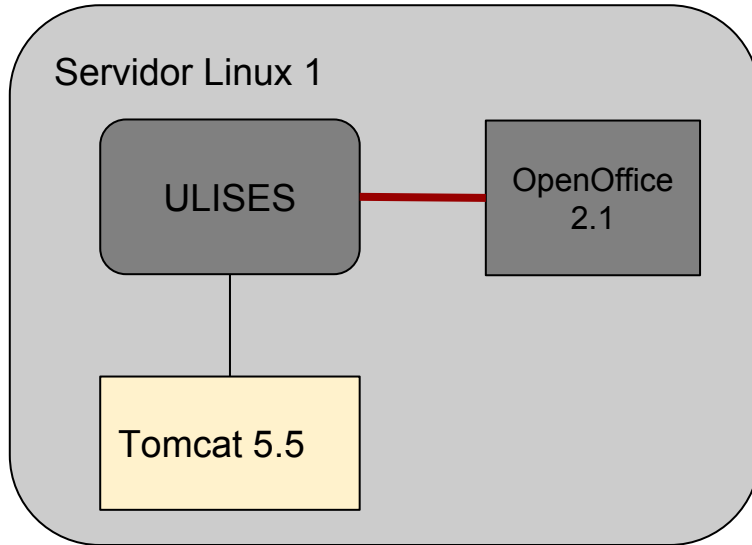 Servidor Linux 1
ULISES
OpenOffice
2.1
Tomcat 5.5